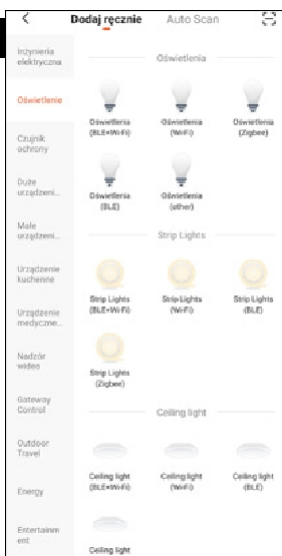 Dodaj ręcznie Auto Scan
Inżynieria
elektryczna
Oświetlenie
Czujnik
ochrony
Duże
urządzeni...
Małe
urządzeni...
Urządzenie
kuchenne
Urządzenie
medyczne...
Nadzór
wideo
Gateway
Control
Outdoor
Travel
Energy
Entertainm
ent
Oświetlenia
Oświetlenia
(BLE+Wi-Fi)
Oświetlenia
(Wi-Fi)
Oświetlenia
(Zigbee)
Oświetlenia
(BLE)
Oświetlenia
(other)
Strip Lights
Strip Lights
(BLE+Wi-Fi)
Strip Lights
(Wi-Fi)
Strip Lights
(BLE)
Strip Lights
(Zigbee)
Ceiling light
Ceiling light
(BLE+Wi-Fi)
Ceiling light
(Wi-Fi)
Ceiling light
(BLE)
Ceiling light